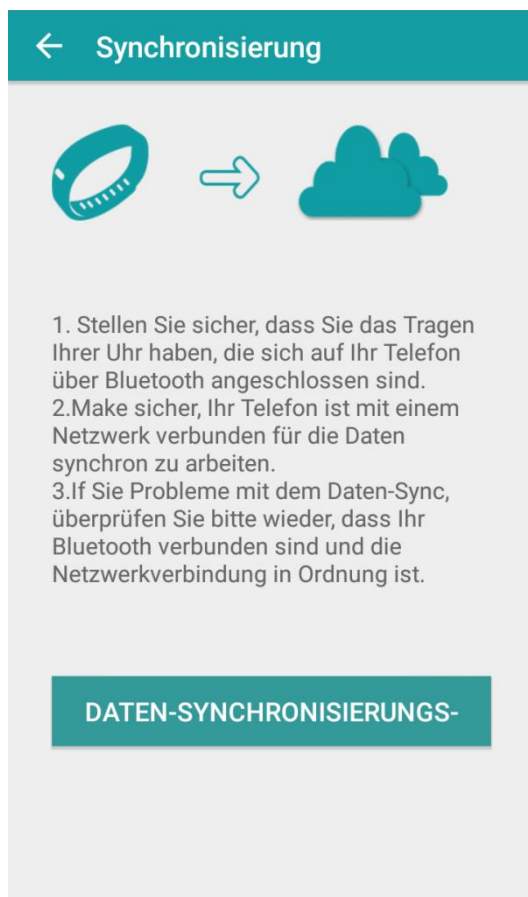 Synchronisierung
1. Stellen Sie sicher, dass Sie das Tragen
Ihrer Uhr haben, die sich auf Ihr Telefon
über Bluetooth angeschlossen sind.
2.Make sicher, Ihr Telefon ist mit einem
Netzwerk verbunden für die Daten
synchron zu arbeiten.
3.If Sie Probleme mit dem Daten-Sync,
überprüfen Sie bitte wieder, dass Ihr
Bluetooth verbunden sind und die
Netzwerkverbindung in Ordnung ist.
DATEN-SYNCHRONISIERUNGS-